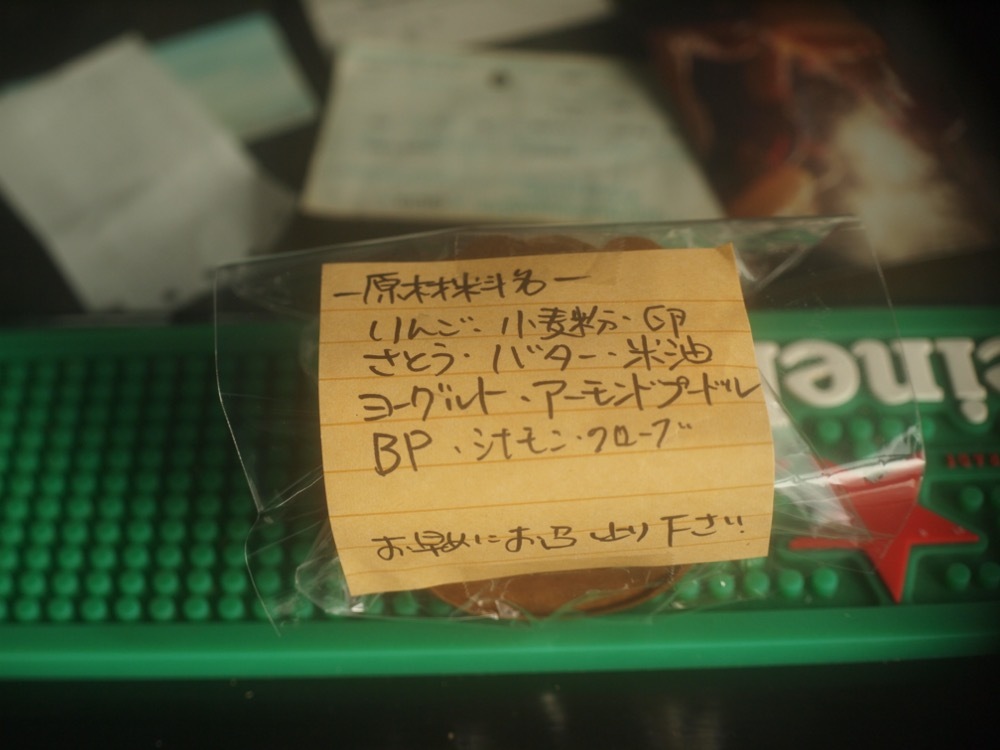 ー原材料名ー
りんご・小麦粉・卵
さとう・バター・米油
ヨーグルト・アーモンドプードル
BP・シナモン・クローブ
お早めにお召し上り下さい
eine